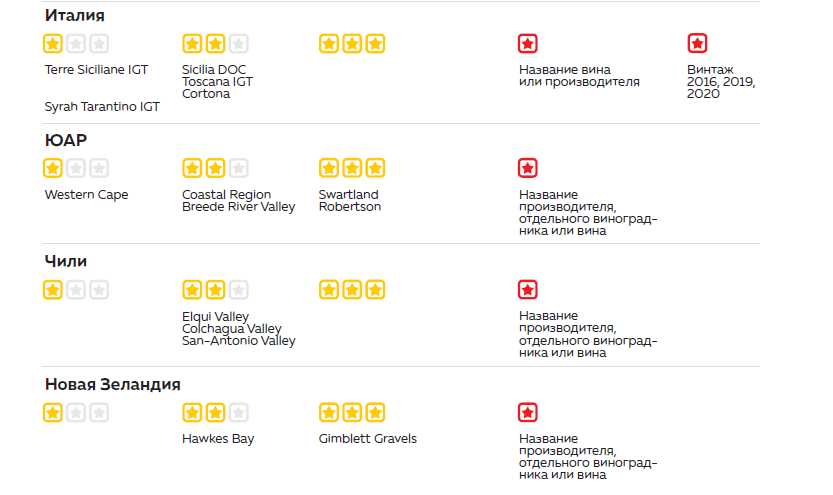 Италия
Terre Siciliane IGT
Syrah Tarantino IGT
Sicilia DOC
Toscana IGT
Cortona
Название вина
или производителя
Винтаж
2016, 2019,
2020
ЮАР
Western Cape
Coastal Region
Breede River Valley
Swartland
Robertson
Название
производителя,
отдельного виноград-
ника или вина
Чили
Elqui Valley
Colchagua Valley
San-Antonio Valley
Название
производителя,
отдельного виноград-
ника или вина
Новая Зеландия
Hawkes Bay
Gimblett Gravels
Название
производителя,
отдельного виноград-
ника или вина